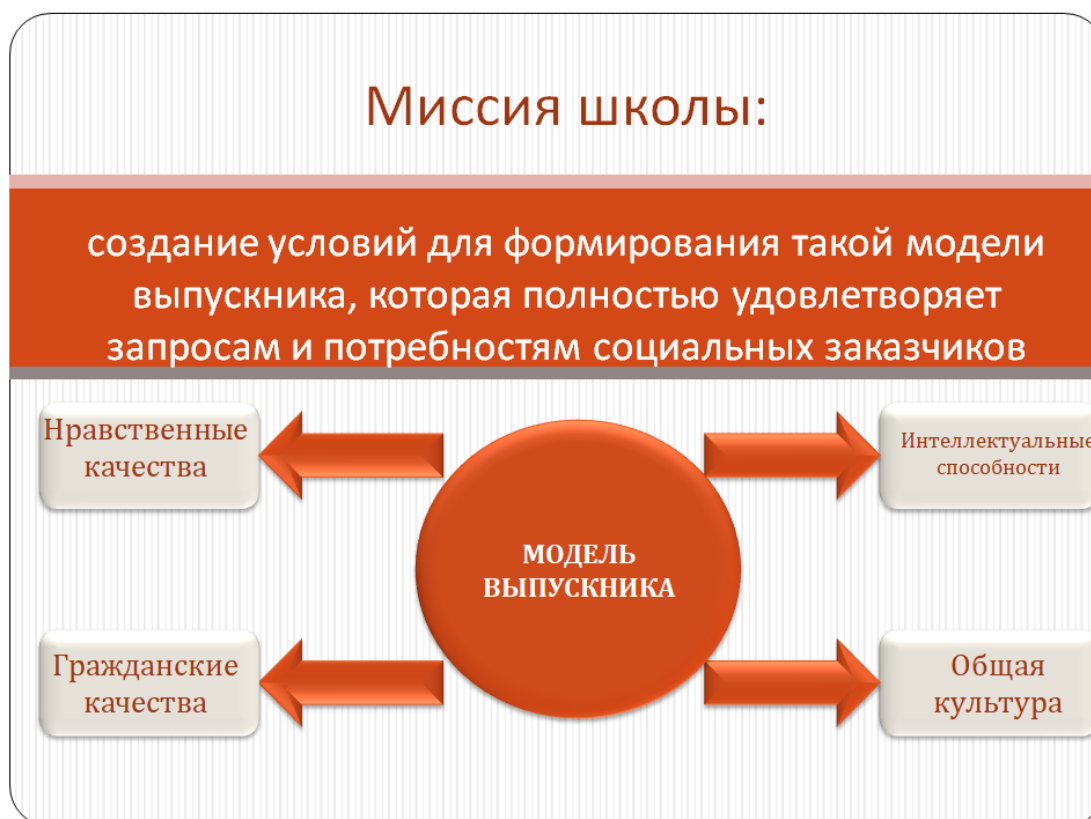 Миссия школы:
создание условий для формирования такой модели
выпускника, которая полностью удовлетворяет
запросам и потребностям социальных заказчиков
Нравственные
качества
Интеллектуальные
способности
МОДЕЛЬ
ВЫПУСКНИКА
Гражданские
качества
Общая
культура